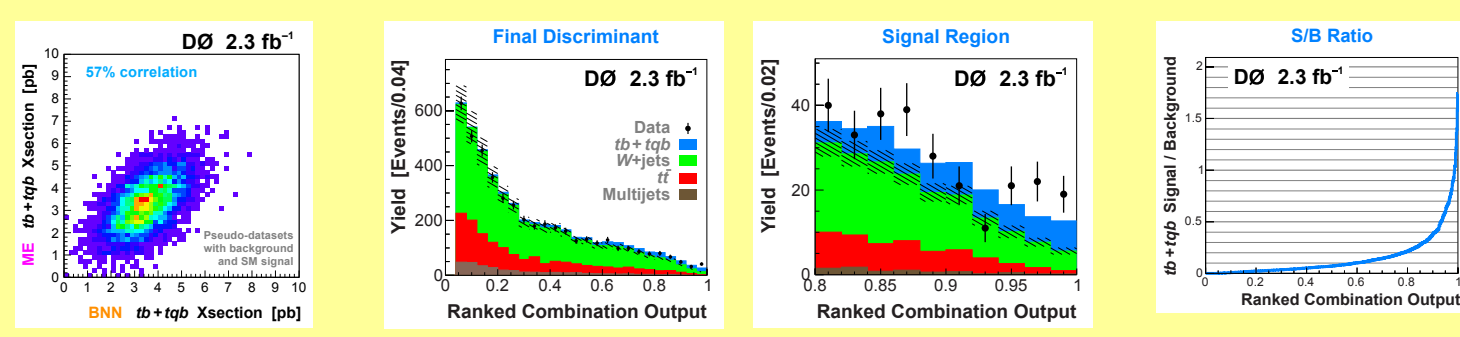 DØ 2.3 fb⁻¹
57% correlation
ME tb+tqb Xsection [pb]
10
9
8
7
6
5
4
3
2
1
0
Pseudo-datasets
with background
and SM signal
0 1 2 3 4 5 6 7 8 9 10
BNN tb+tqb Xsection [pb]
Final Discriminant
DØ 2.3 fb⁻¹
Yield [Events/0.04]
600
400
200
0
Data
tb+tqb
W+jets
tt̄
Multijets
0 0.2 0.4 0.6 0.8 1
Ranked Combination Output
Signal Region
DØ 2.3 fb⁻¹
Yield [Events/0.02]
40
20
0
0.8 0.85 0.9 0.95 1
Ranked Combination Output
S/B Ratio
DØ 2.3 fb⁻¹
tb+tqb Signal / Background
2
1.5
1
0.5
0
0 0.2 0.4 0.6 0.8 1
Ranked Combination Output